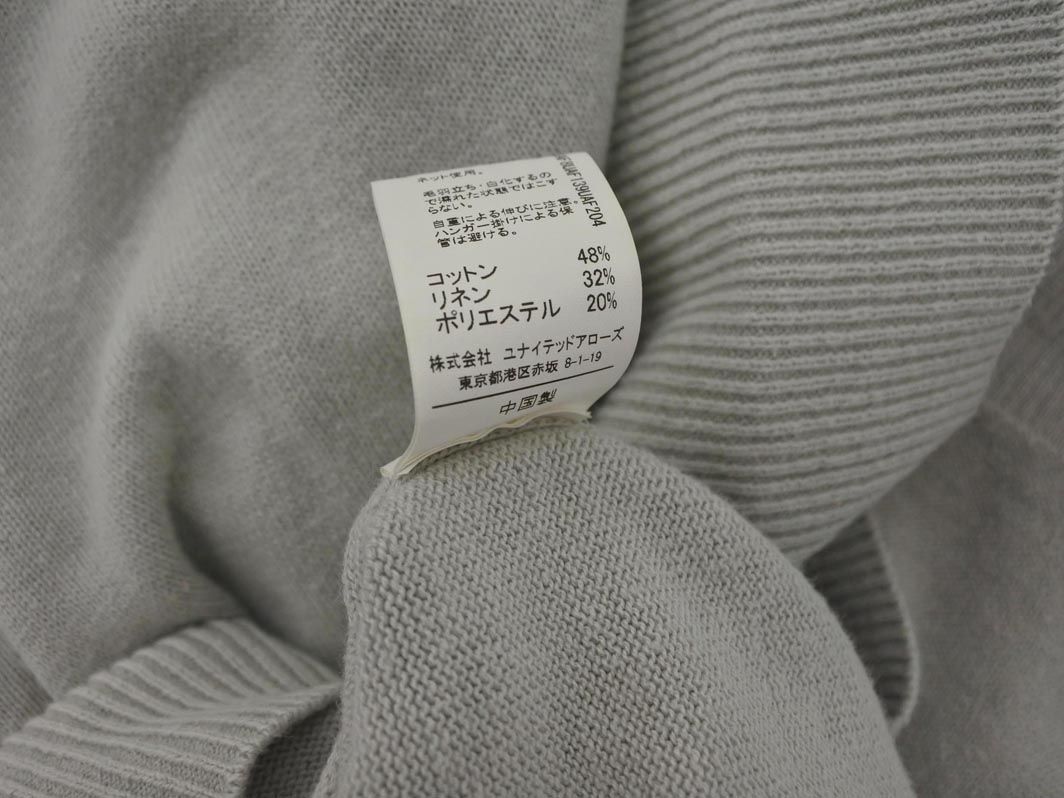 ネット使用。
毛羽立ち・白化するの
で濡れた状態ではこす
らない。
自重による伸びに注意。
ハンガー掛けによる保
管は避ける。
コットン 48%
リネン 32%
ポリエステル 20%
株式会社 ユナイテッドアローズ
東京都港区赤坂 8-1-19
中国製